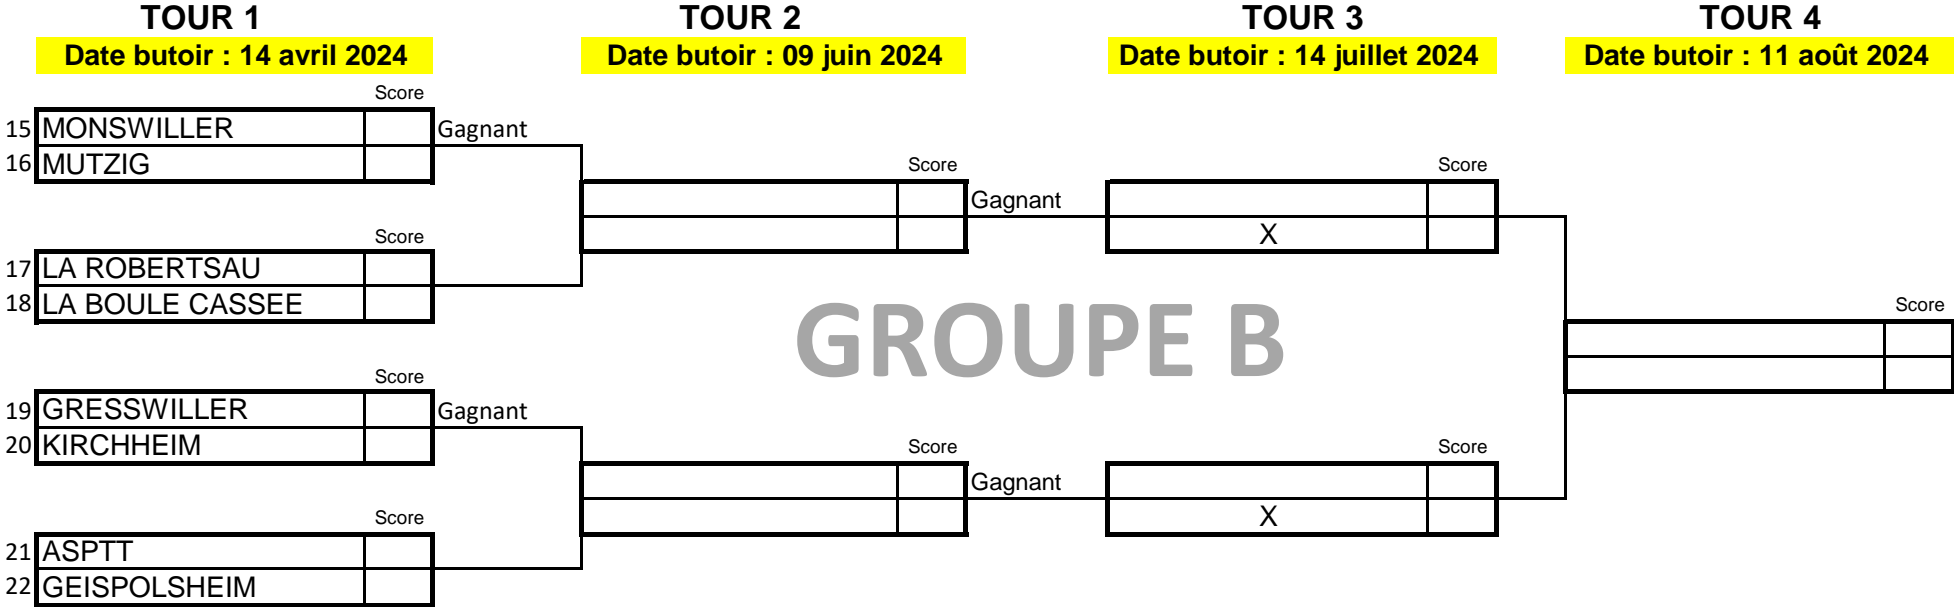 TOUR 1 TOUR 2 TOUR 3 TOUR 4
Date butoir : 14 avril 2024 Date butoir : 09 juin 2024 Date butoir : 14 juillet 2024 Date butoir : 11 août 2024
Score
15 MONSWILLER Gagnant
16 MUTZIG Score Score
Gagnant
Score X
17 LA ROBERTSAU
18 LA BOULE CASSEE Score
GROUPE B
Score
19 GRESSWILLER Gagnant
20 KIRCHHEIM Score Score
Gagnant
Score X
21 ASPTT
22 GEISPOLSHEIM